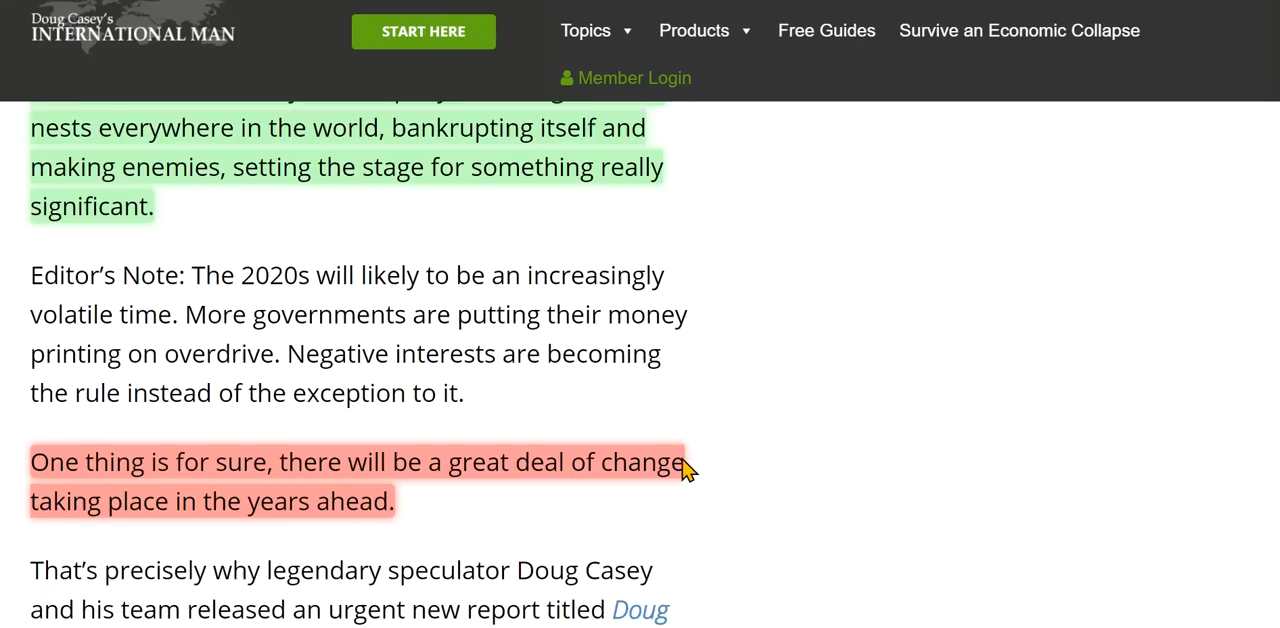 Doug Casey's
INTERNATIONAL MAN
START HERE
Topics
Products
Free Guides
Survive an Economic Collapse
Member Login
nests everywhere in the world, bankrupting itself and
making enemies, setting the stage for something really
significant.
Editor's Note: The 2020s will likely to be an increasingly
volatile time. More governments are putting their money
printing on overdrive. Negative interests are becoming
the rule instead of the exception to it.
One thing is for sure, there will be a great deal of change
taking place in the years ahead.
That's precisely why legendary speculator Doug Casey
and his team released an urgent new report titled Doug